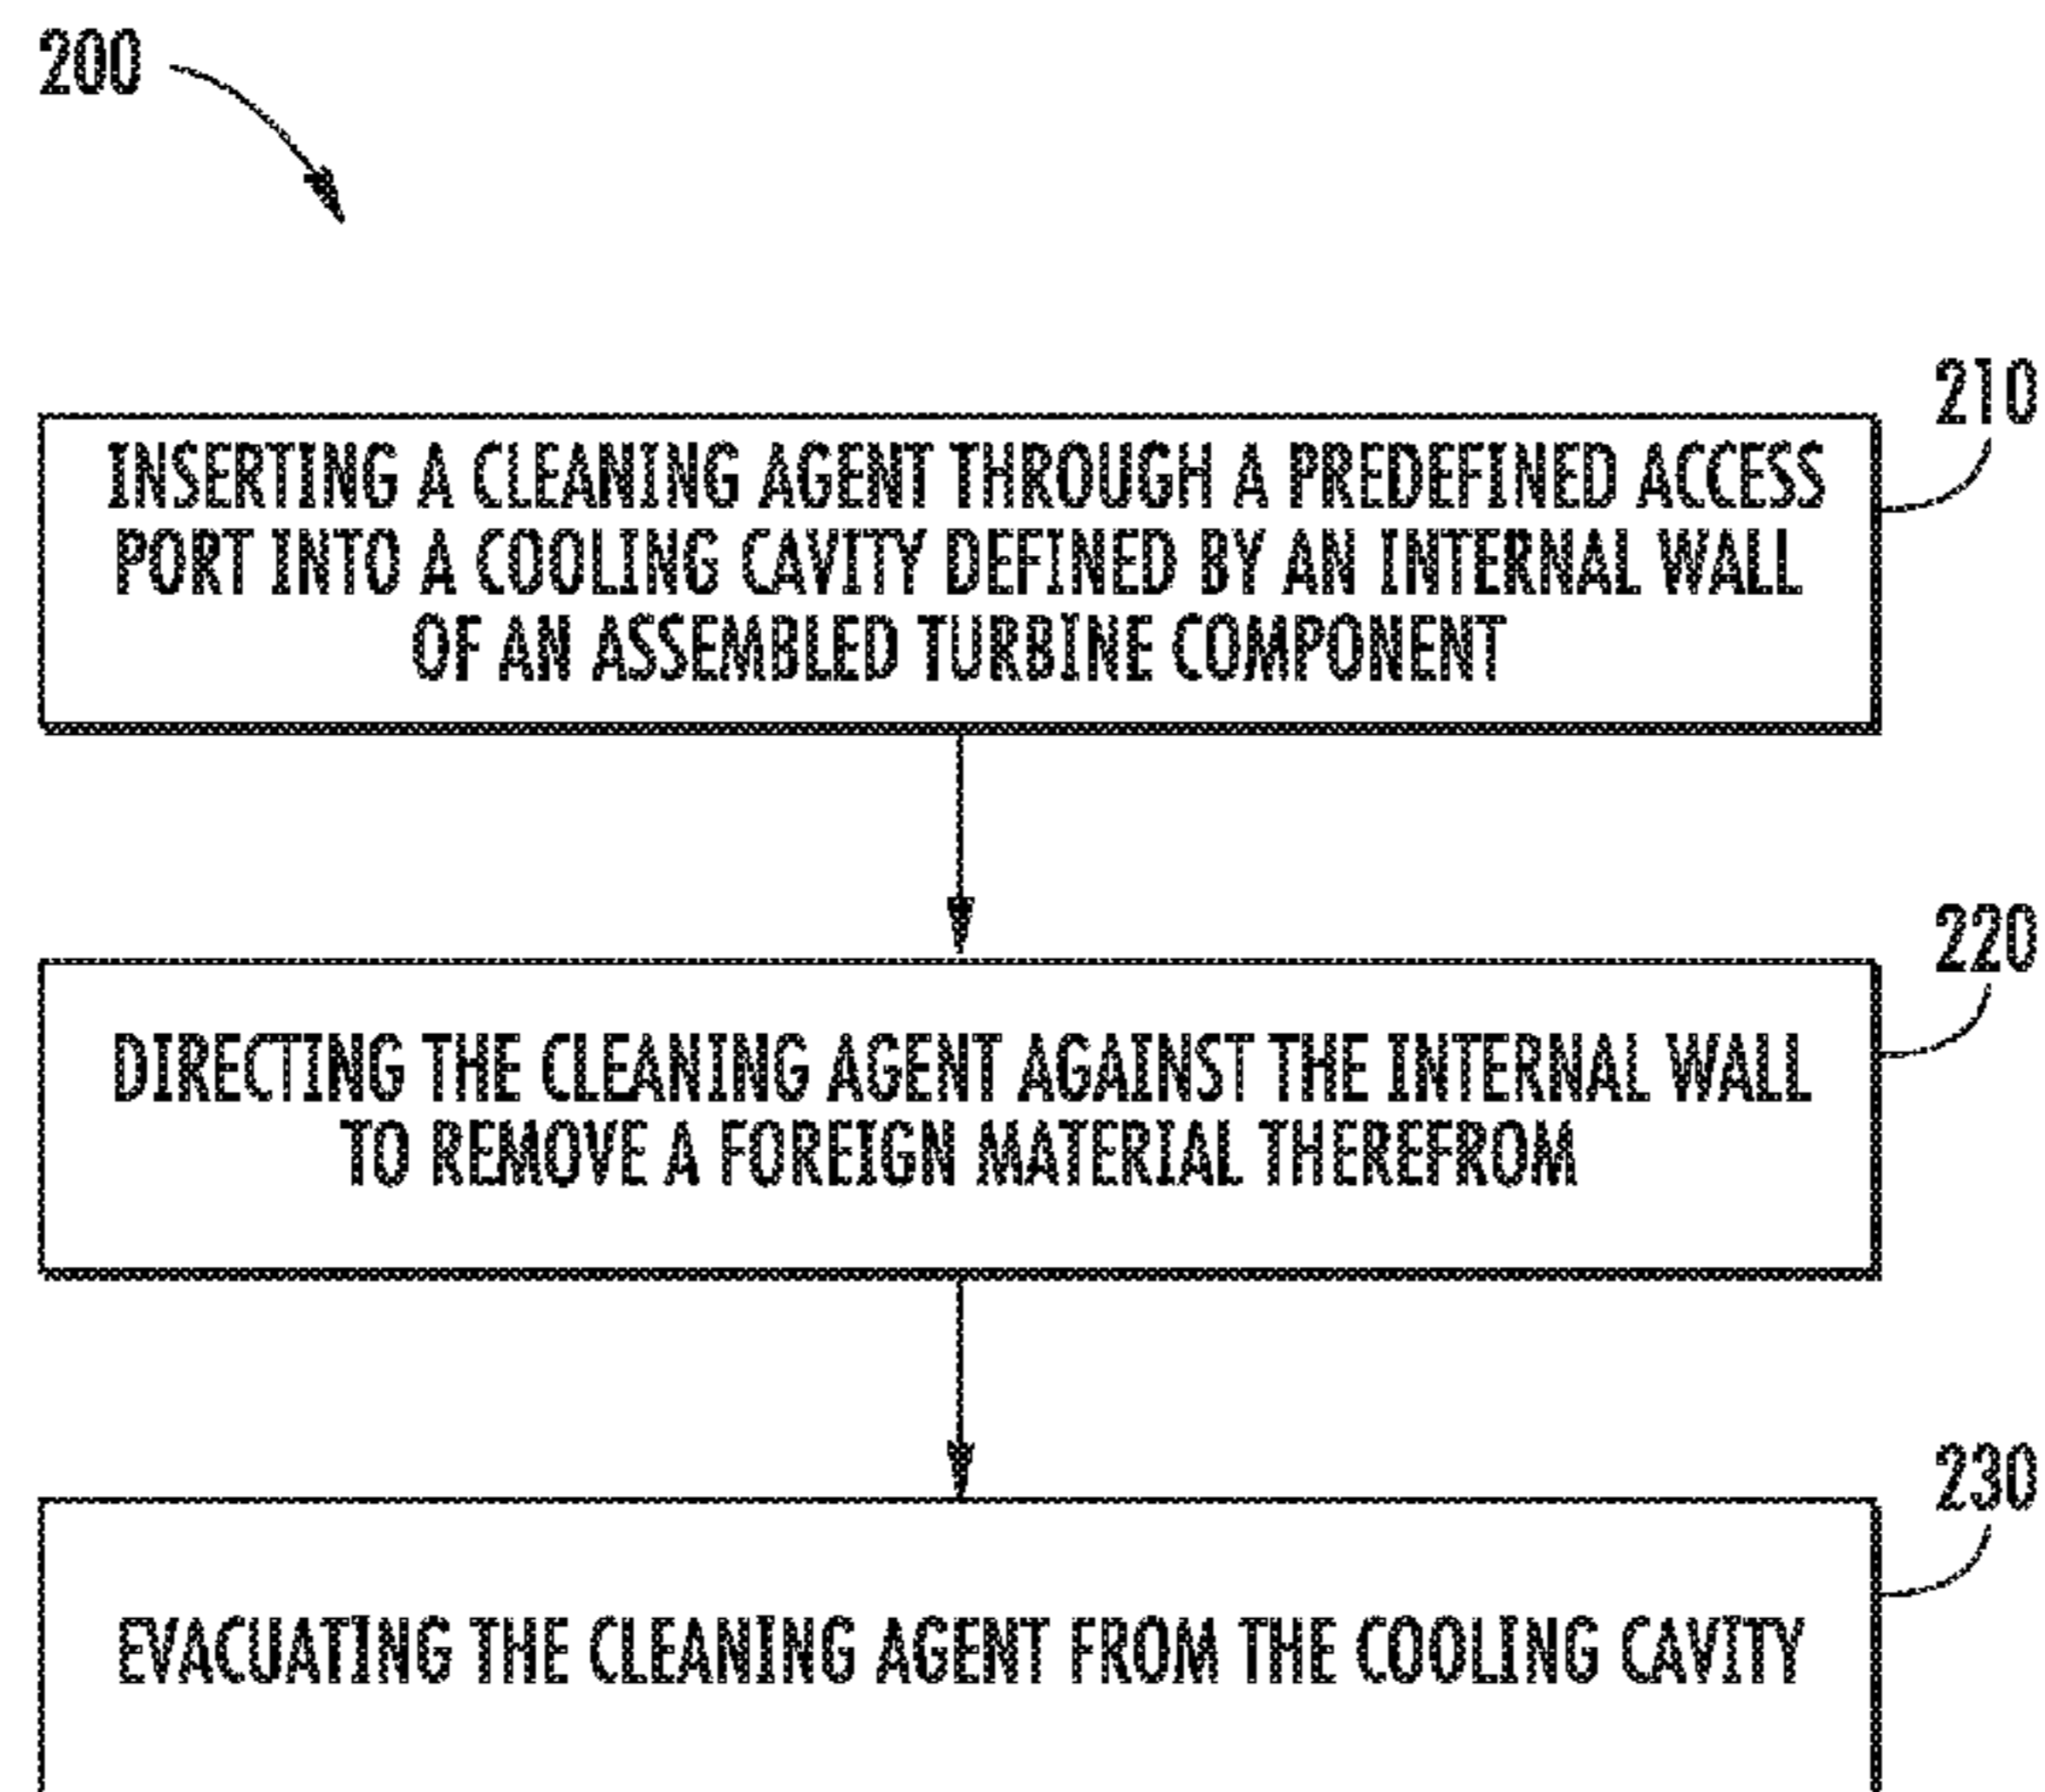 200
210
INSERTING A CLEANING AGENT THROUGH A PREDEFINED ACCESS
PORT INTO A COOLING CAVITY DEFINED BY AN INTERNAL WALL
OF AN ASSEMBLED TURBINE COMPONENT
220
DIRECTING THE CLEANING AGENT AGAINST THE INTERNAL WALL
TO REMOVE A FOREIGN MATERIAL THEREFROM
230
EVACUATING THE CLEANING AGENT FROM THE COOLING CAVITY